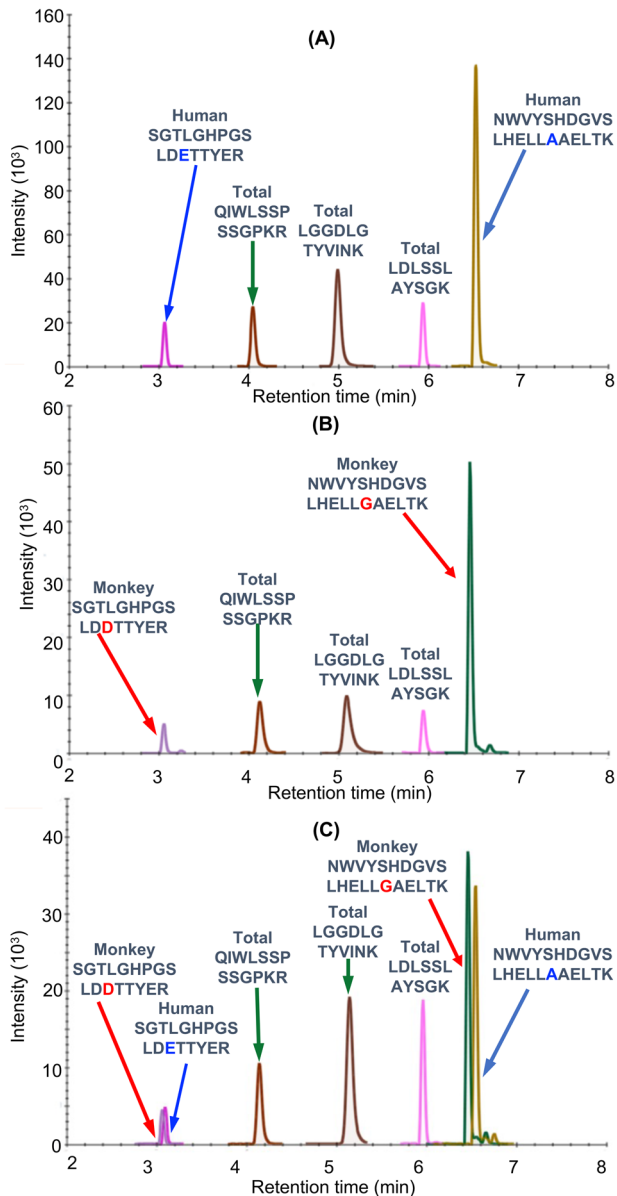 (A)
160
140
120
100
80
60
40
20
0
Intensity (10³)
Human
SGTLGHPGS
LDETTYER
Total
QIWLSSP
SSGPKR
Total
LGGDLG
TYVINK
Total
LDLSSL
AYSGK
Human
NWVYSHDGVS
LHELLAAELTK
2 3 4 5 6 7 8
Retention time (min)
(B)
60
50
40
30
20
10
0
Intensity (10³)
Monkey
SGTLGHPGS
LDDTTYER
Total
QIWLSSP
SSGPKR
Total
LGGDLG
TYVINK
Total
LDLSSL
AYSGK
Monkey
NWVYSHDGVS
LHELLGAELTK
2 3 4 5 6 7 8
Retention time (min)
(C)
40
30
20
10
0
Intensity (10³)
Monkey
SGTLGHPGS
LDDTTYER
Human
SGTLGHPGS
LDETTYER
Total
QIWLSSP
SSGPKR
Total
LGGDLG
TYVINK
Total
LDLSSL
AYSGK
Monkey
NWVYSHDGVS
LHELLGAELTK
Human
NWVYSHDGVS
LHELLAAELTK
2 3 4 5 6 7 8
Retention time (min)